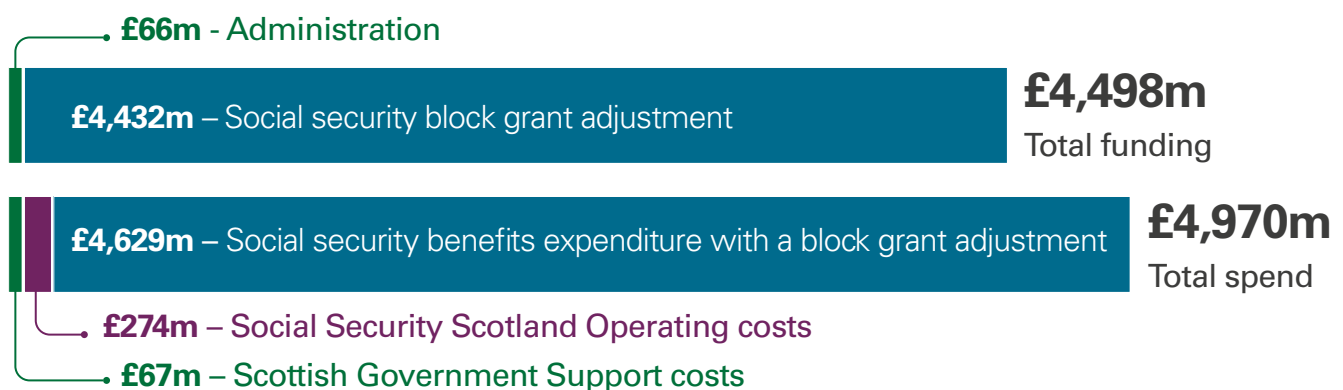 £66m - Administration
£4,432m – Social security block grant adjustment
£4,498m
Total funding
£4,629m – Social security benefits expenditure with a block grant adjustment
£4,970m
Total spend
£274m – Social Security Scotland Operating costs
£67m – Scottish Government Support costs